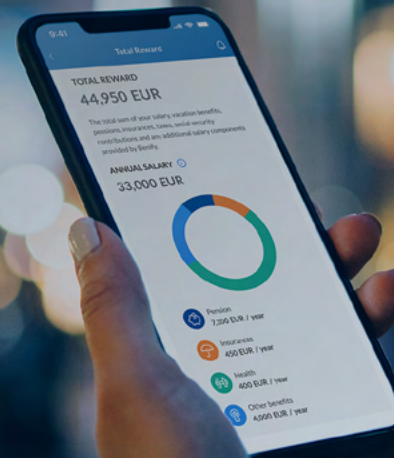 9:41
Total Reward
TOTAL REWARD
44,950 EUR
The total sum of your salary, vacation benefits,
pensions, insurances, taxes, social security
contributions and any additional salary components
provided by Benify.
ANNUAL SALARY
33,000 EUR
Pension
7,100 EUR / year
Insurances
450 EUR / year
Health
400 EUR / year
Other benefits
4,000 EUR / year